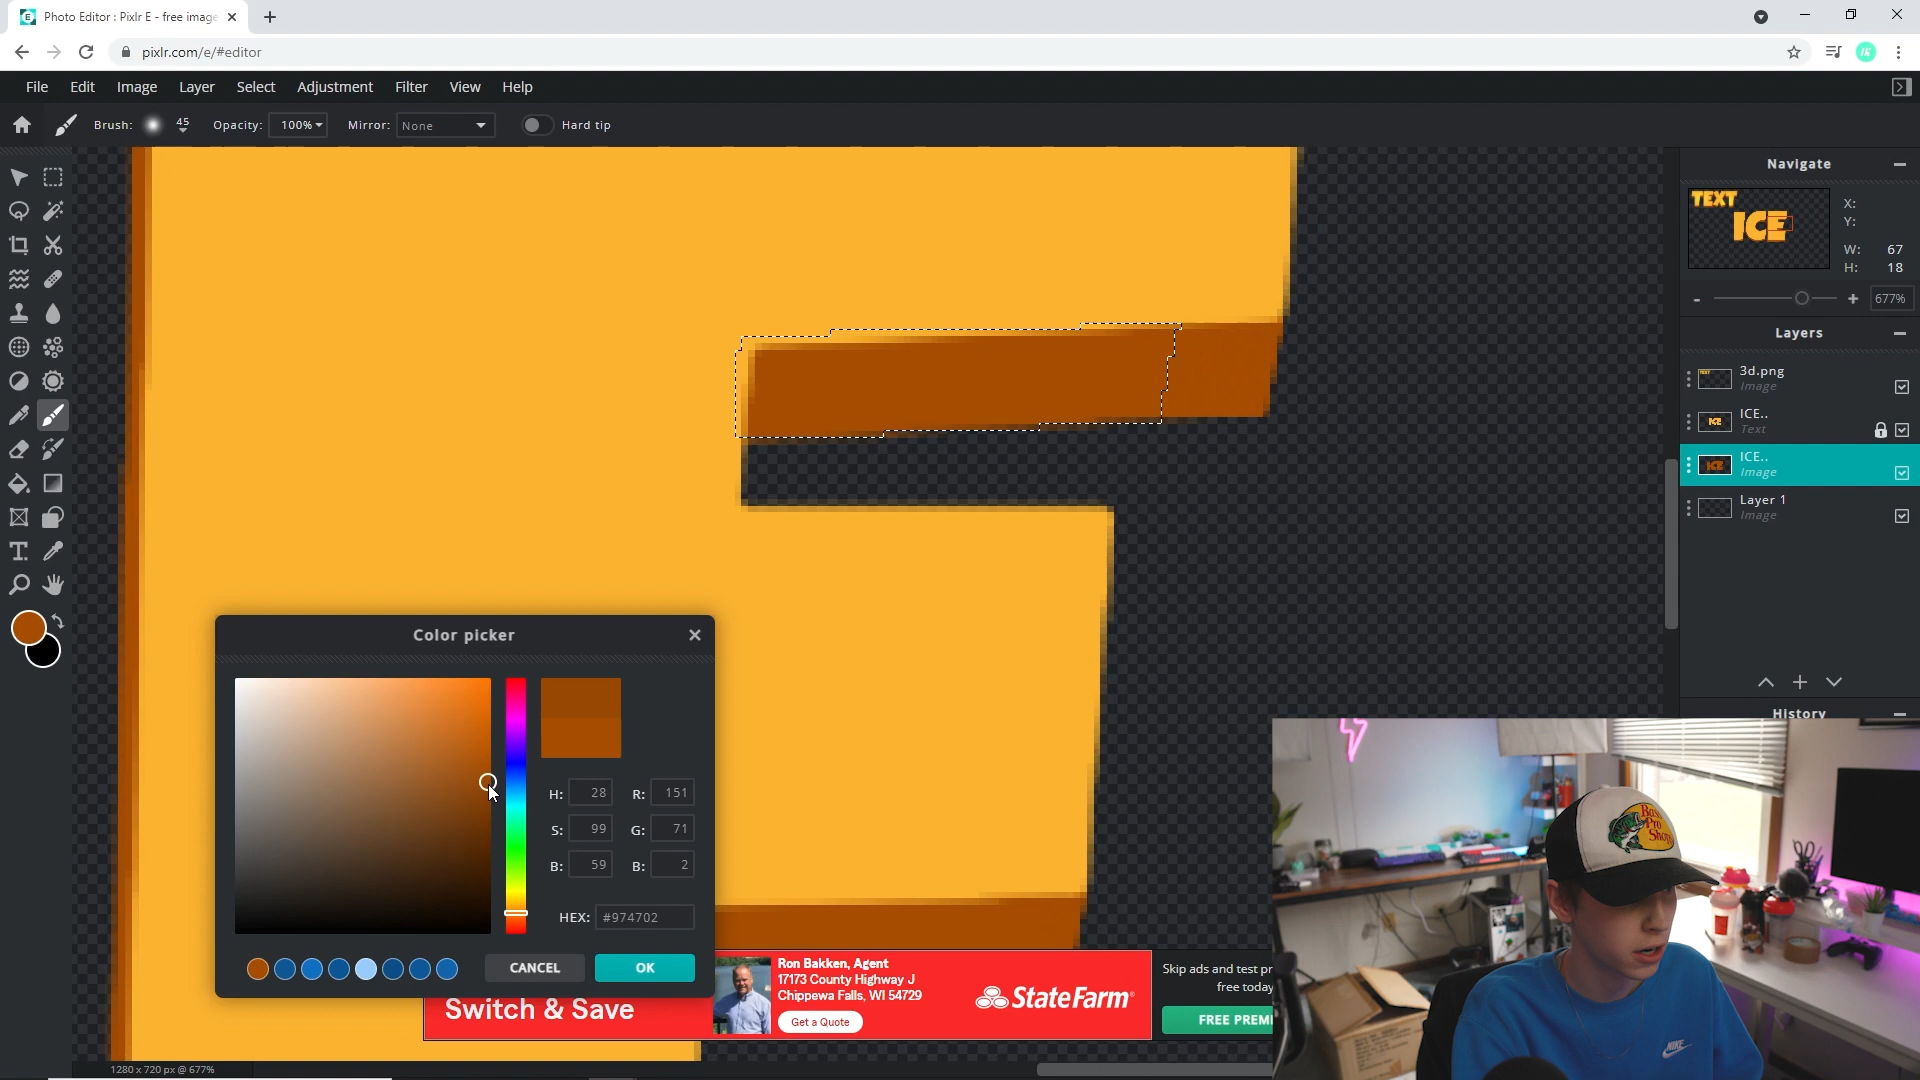 Photo Editor : Pixlr E - free image
pixlr.com/e/#editor
File Edit Image Layer Select Adjustment Filter View Help
Brush: 45 Opacity: 100% Mirror: None Hard tip
Navigate
TEXT
ICE
X:
Y:
W: 67
H: 18
677%
Layers
3d.png
Image
ICE..
Text
ICE..
Image
Layer 1
Image
History
Color picker
H: 28 R: 151
S: 99 G: 71
B: 59 B: 2
HEX: #974702
CANCEL OK
Switch & Save
Ron Bakken, Agent
17173 County Highway J
Chippewa Falls, WI 54729
Get a Quote
StateFarm
Skip ads and test pr
free today
FREE PREMI
1280 x 720 px @ 677%
Bass
Pro
Shops
NIKE